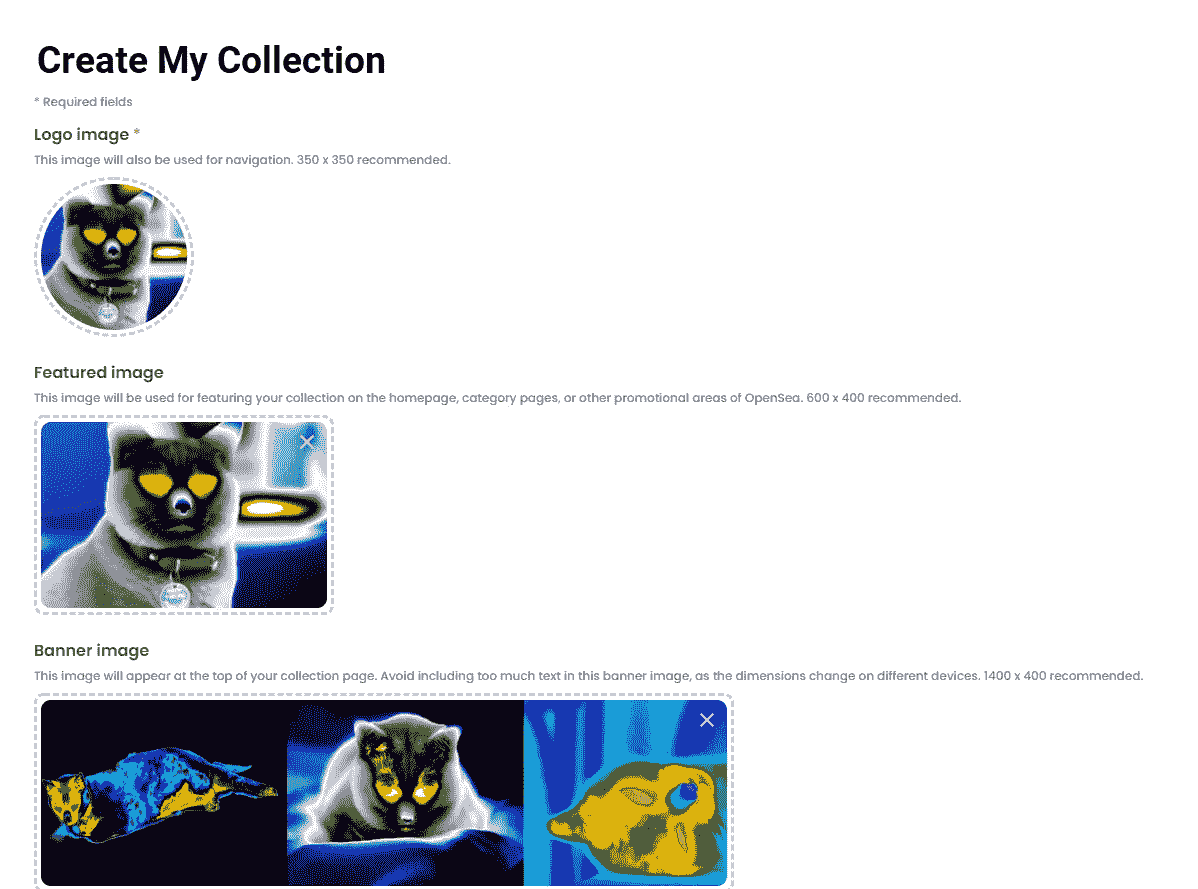 Create My Collection
* Required fields
Logo image *
This image will also be used for navigation. 350 x 350 recommended.
Featured image
This image will be used for featuring your collection on the homepage, category pages, or other promotional areas of OpenSea. 600 x 400 recommended.
Banner image
This image will appear at the top of your collection page. Avoid including too much text in this banner image, as the dimensions change on different devices. 1400 x 400 recommended.